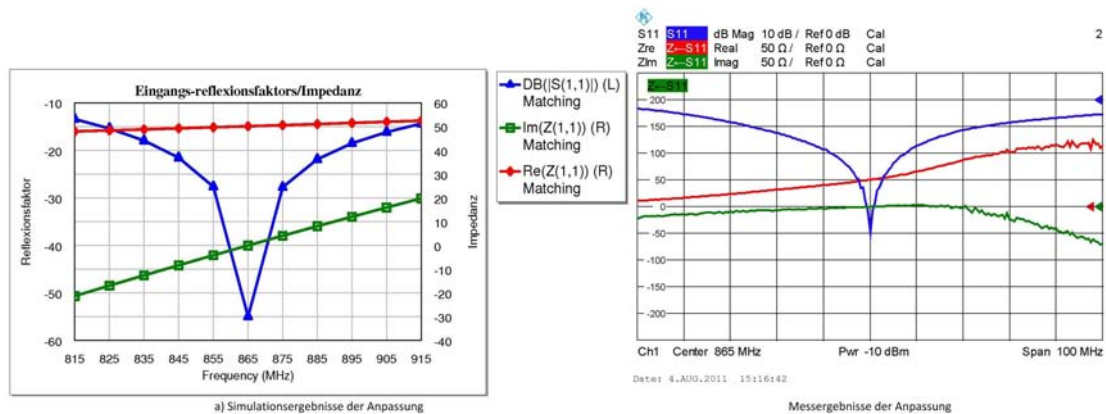 Eingangs-reflexionsfaktors/Impedanz
-10
-20
-30
-40
-50
-60
Reflexionsfaktor
60
50
40
30
20
10
0
-10
-20
-30
-40
Impedanz
815 825 835 845 855 865 875 885 895 905 915
Frequency (MHz)
DB(|S(1,1)|) (L)
Matching
Im(Z(1,1)) (R)
Matching
Re(Z(1,1)) (R)
Matching
a) Simulationsergebnisse der Anpassung
S11 S11 dB Mag 10 dB / Ref 0 dB Cal 2
Zre Z←S11 Real 50 Ω / Ref 0 Ω Cal
ZIm Z←S11 Imag 50 Ω / Ref 0 Ω Cal
Z←S11
200
150
100
50
0
-50
-100
-150
-200
Ch1 Center 865 MHz Pwr -10 dBm Span 100 MHz
Date: 4.AUG.2011 15:16:42
Messergebnisse der Anpassung